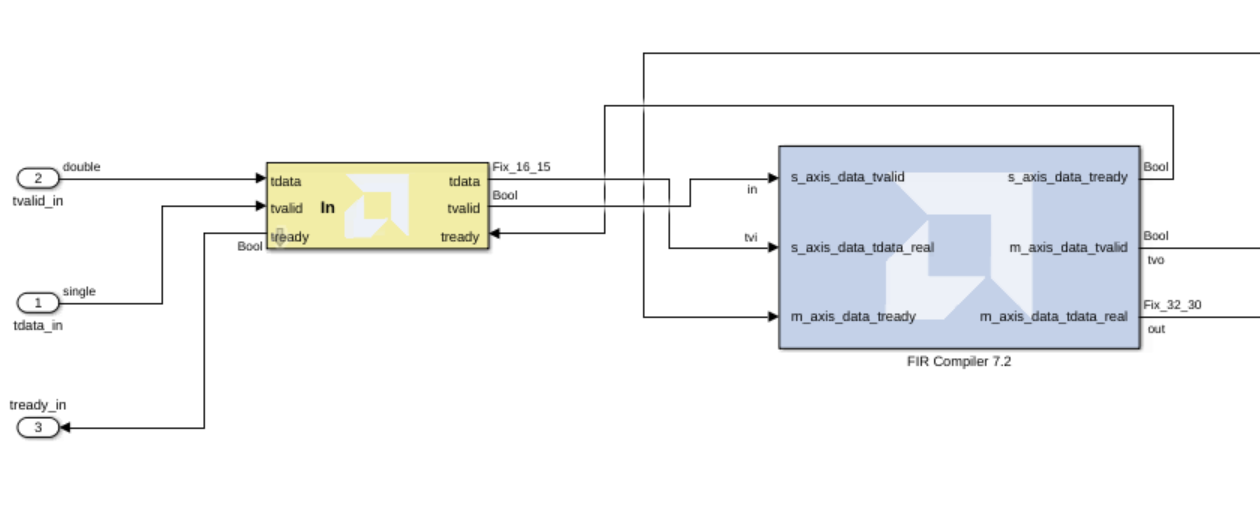 double
2
tvalid_in
single
1
tdata_in
tready_in
3
Bool
tdata
tvalid
tready
In
tdata
tvalid
tready
Fix_16_15
Bool
in
tvi
s_axis_data_tvalid
s_axis_data_tdata_real
m_axis_data_tready
s_axis_data_tready
m_axis_data_tvalid
m_axis_data_tdata_real
FIR Compiler 7.2
Bool
Bool
tvo
Fix_32_30
out